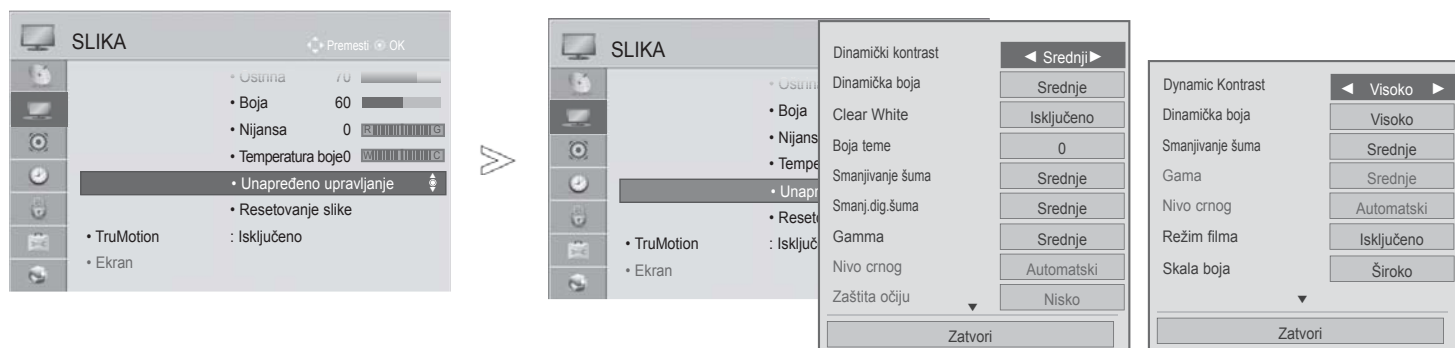 SLIKA
Premesti OK
• Oštrina 70
• Boja 60
• Nijansa 0 R G
• Temperatura boje0 W C
• Unapređeno upravljanje
• Resetovanje slike
• TruMotion : Isključeno
• Ekran
SLIKA
• Oštrin
• Boja
• Nijans
• Tempe
• Unapr
• Reset
• TruMotion : Isključ
• Ekran
Dinamički kontrast ◄ Srednji►
Dinamička boja Srednje
Clear White Isključeno
Boja teme 0
Smanjivanje šuma Srednje
Smanj.dig.šuma Srednje
Gamma Srednje
Nivo crnog Automatski
Zaštita očiju Nisko
Zatvori
Dynamic Kontrast ◄ Visoko ►
Dinamička boja Visoko
Smanjivanje šuma Srednje
Gama Srednje
Nivo crnog Automatski
Režim filma Isključeno
Skala boja Široko
Zatvori